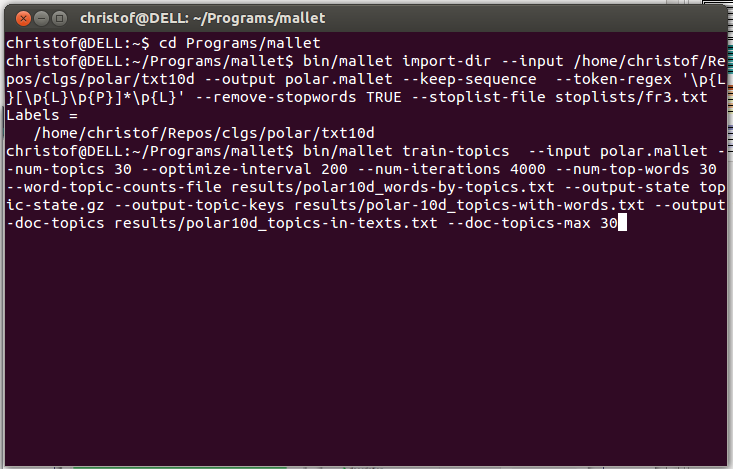 christof@DELL: ~/Programs/mallet
christof@DELL:~$ cd Programs/mallet
christof@DELL:~/Programs/mallet$ bin/mallet import-dir --input /home/christof/Re
pos/clgs/polar/txt10d --output polar.mallet --keep-sequence  --token-regex '\p{L
}[\p{L}\p{P}]*\p{L}' --remove-stopwords TRUE --stoplist-file stoplists/fr3.txt
Labels =
   /home/christof/Repos/clgs/polar/txt10d
christof@DELL:~/Programs/mallet$ bin/mallet train-topics  --input polar.mallet -
-num-topics 30 --optimize-interval 200 --num-iterations 4000 --num-top-words 30
--word-topic-counts-file results/polar10d_words-by-topics.txt --output-state top
ic-state.gz --output-topic-keys results/polar-10d_topics-with-words.txt --output
-doc-topics results/polar10d_topics-in-texts.txt --doc-topics-max 30